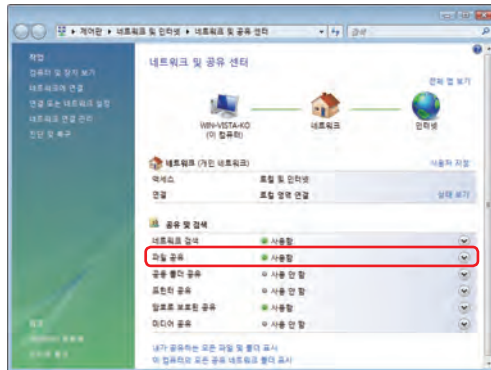 제어판 ▸ 네트워크 및 인터넷 ▸ 네트워크 및 공유 센터
검색
작업
컴퓨터 및 장치 보기
네트워크에 연결
연결 또는 네트워크 설정
네트워크 연결 관리
진단 및 복구
네트워크 및 공유 센터
전체 맵 보기
WIN-VISTA-KO
(이 컴퓨터)
네트워크
인터넷
네트워크 (개인 네트워크)
사용자 지정
액세스
로컬 및 인터넷
연결
로컬 영역 연결
상태 보기
공유 및 검색
네트워크 검색
사용함
파일 공유
사용함
공용 폴더 공유
사용 안 함
프린터 공유
사용 안 함
암호로 보호된 공유
사용함
미디어 공유
사용 안 함
내가 공유하는 모든 파일 및 폴더 표시
이 컴퓨터의 모든 공유 네트워크 폴더 표시